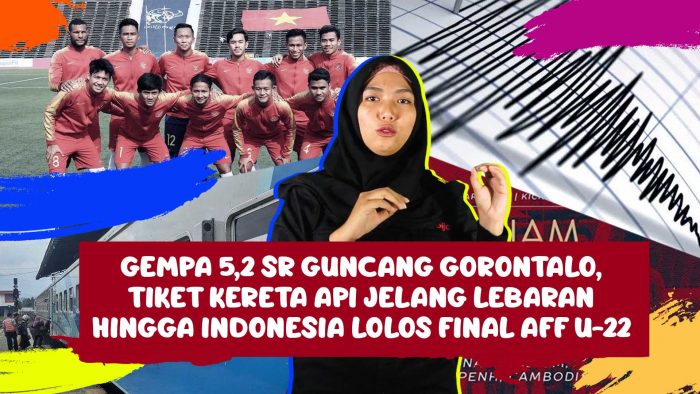 GEMPA 5,2 SR GUNCANG GORONTALO,
TIKET KERETA API JELANG LEBARAN
HINGGA INDONESIA LOLOS FINAL AFF U-22